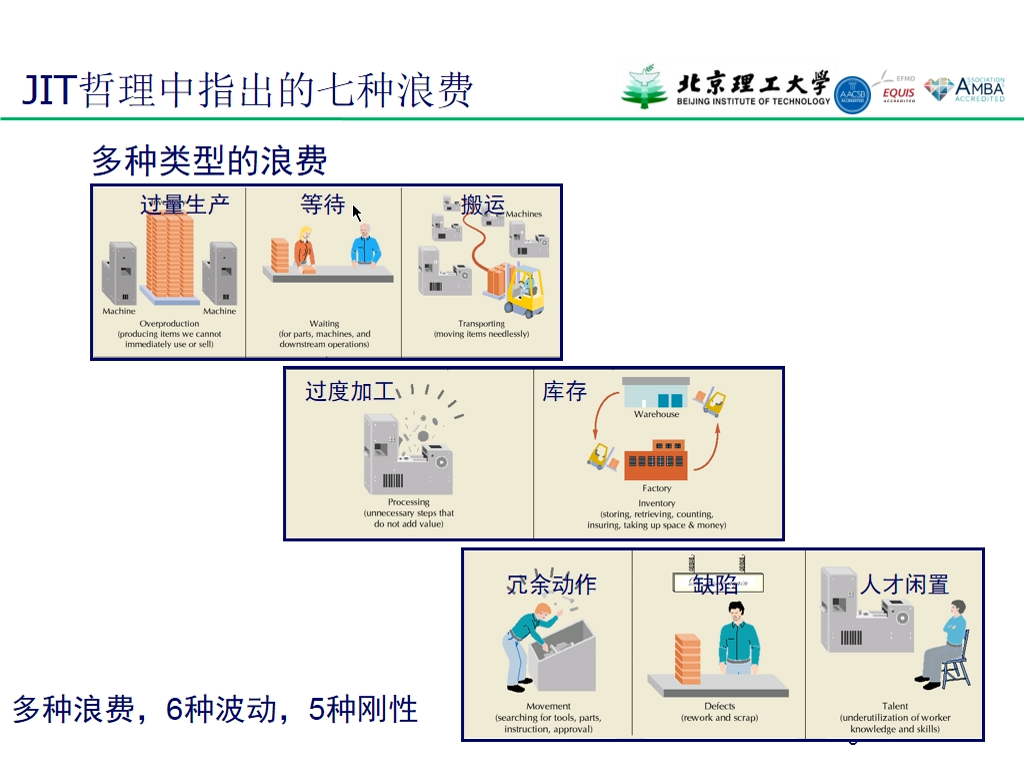 JIT哲理中指出的七种浪费
北京理工大学
BEIJING INSTITUTE OF TECHNOLOGY
AACSB
ACCREDITED
EFMD
EQUIS
ACCREDITED
ASSOCIATION
AMBA
ACCREDITED
多种类型的浪费
过量生产
等待
搬运
Machines
Machine
Machine
Overproduction
(producing items we cannot
immediately use or sell)
Waiting
(for parts, machines, and
downstream operations)
Transporting
(moving items needlessly)
过度加工
库存
Warehouse
Factory
Processing
(unnecessary steps that
do not add value)
Inventory
(storing, retrieving, counting,
insuring, taking up space & money)
冗余动作
缺陷
人才闲置
Movement
(searching for tools, parts,
instruction, approval)
Defects
(rework and scrap)
Talent
(underutilization of worker
knowledge and skills)
多种浪费，6种波动，5种刚性